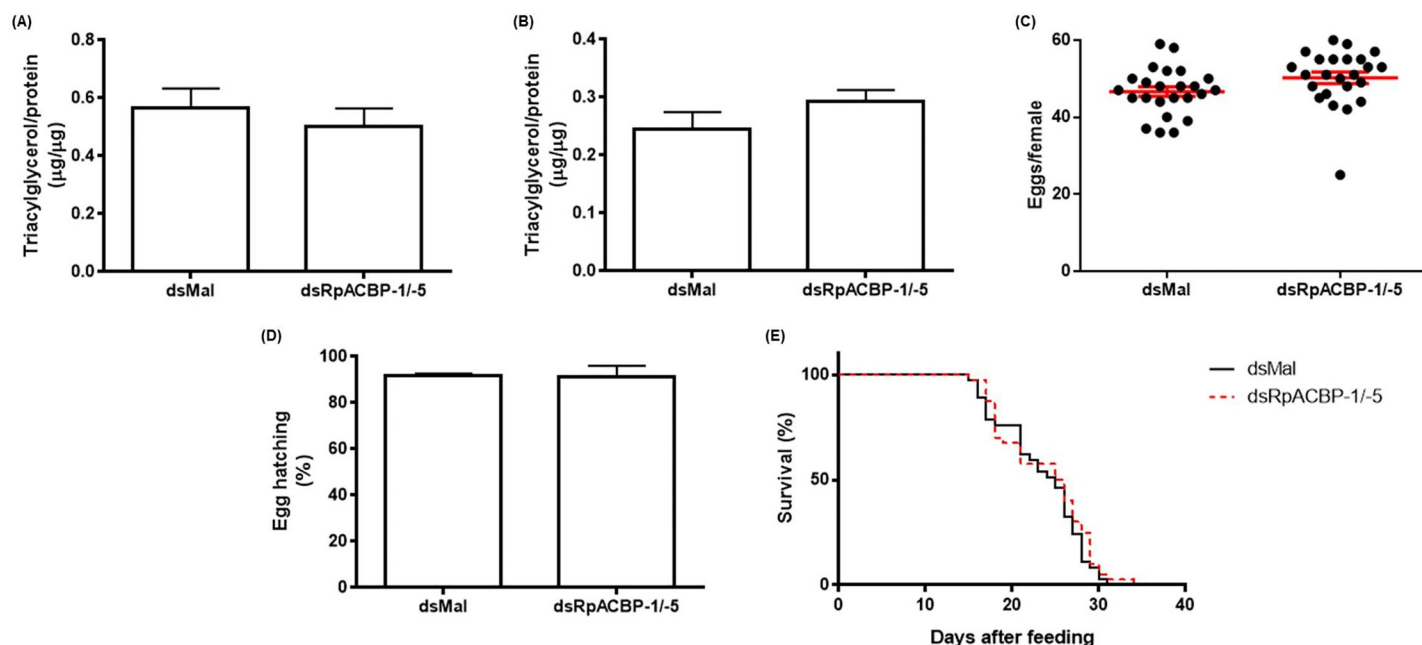 (A)
Triacylglycerol/protein
(μg/μg)
0.8
0.6
0.4
0.2
0.0
dsMal
dsRpACBP-1/-5
(B)
Triacylglycerol/protein
(μg/μg)
0.4
0.3
0.2
0.1
0.0
dsMal
dsRpACBP-1/-5
(C)
Eggs/female
60
40
20
0
dsMal
dsRpACBP-1/-5
(D)
Egg hatching
(%)
100
80
60
40
20
0
dsMal
dsRpACBP-1/-5
(E)
Survival (%)
100
50
0
0 10 20 30 40
Days after feeding
dsMal
dsRpACBP-1/-5